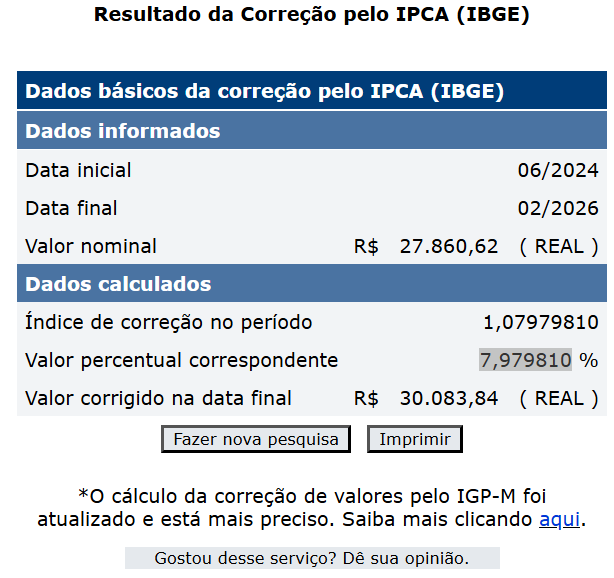 Resultado da Correção pelo IPCA (IBGE)
Dados básicos da correção pelo IPCA (IBGE)
Dados informados
Data inicial 06/2024
Data final 02/2026
Valor nominal R$ 27.860,62 ( REAL )
Dados calculados
Índice de correção no período 1,07979810
Valor percentual correspondente 7,979810 %
Valor corrigido na data final R$ 30.083,84 ( REAL )
Fazer nova pesquisa Imprimir
*O cálculo da correção de valores pelo IGP-M foi
atualizado e está mais preciso. Saiba mais clicando aqui.
Gostou desse serviço? Dê sua opinião.